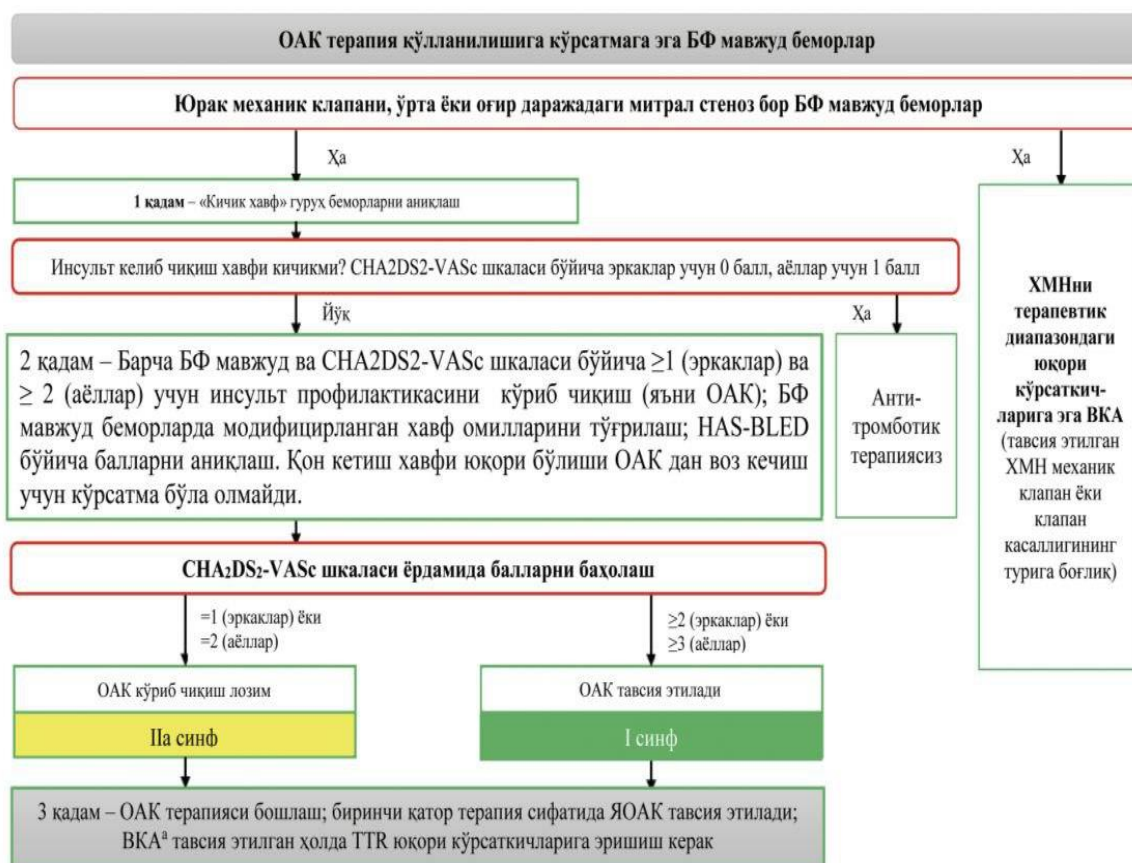 ОАК терапия қўлланилишига кўрсатмага эга БФ мавжуд беморлар
Юрак механик клапани, ўрта ёки оғир даражадаги митрал стеноз бор БФ мавжуд беморлар
Ҳа
Ҳа
1 қадам – «Кичик хавф» гуруҳ беморларни аниқлаш
Инсульт келиб чиқиш хавфи кичикми? CHA2DS2-VASc шкаласи бўйича эркаклар учун 0 балл, аёллар учун 1 балл
Йўқ
Ҳа
2 қадам – Барча БФ мавжуд ва CHA2DS2-VASc шкаласи бўйича ≥1 (эркаклар) ва
≥ 2 (аёллар) учун инсульт профилактикасини кўриб чиқиш (яъни ОАК); БФ
мавжуд беморларда модифицирланган хавф омилларини тўғрилаш; HAS-BLED
бўйича балларни аниқлаш. Қон кетиш хавфи юқори бўлиши ОАК дан воз кечиш
учун кўрсатма бўла олмайди.
Анти-
тромботик
терапиясиз
ХМНни
терапевтик
диапазондаги
юқори
кўрсаткич-
ларига эга ВКА
(тавсия этилган
ХМН механик
клапан ёки
клапан
касаллигининг
турига боғлиқ)
CHA₂DS₂-VASc шкаласи ёрдамида балларни баҳолаш
=1 (эркаклар) ёки
=2 (аёллар)
≥2 (эркаклар) ёки
≥3 (аёллар)
ОАК кўриб чиқиш лозим
IIa синф
ОАК тавсия этилади
I синф
3 қадам – ОАК терапияси бошлаш; биринчи қатор терапия сифатида ЯОАК тавсия этилади;
ВКАª тавсия этилган ҳолда TTR юқори кўрсаткичларига эришиш керак